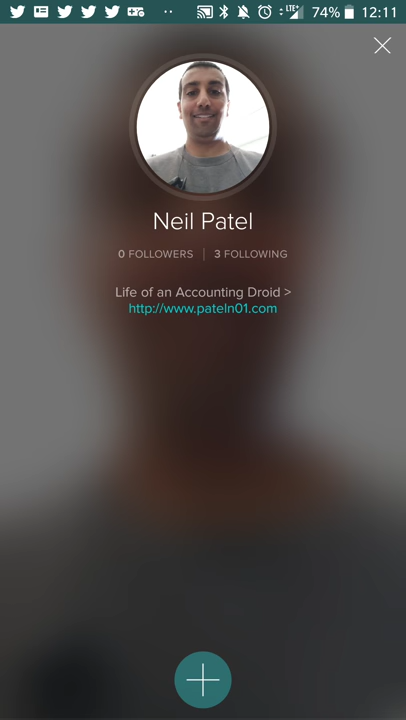 LTE 74% 12:11
Neil Patel
0 FOLLOWERS | 3 FOLLOWING
Life of an Accounting Droid >
http://www.pateln01.com